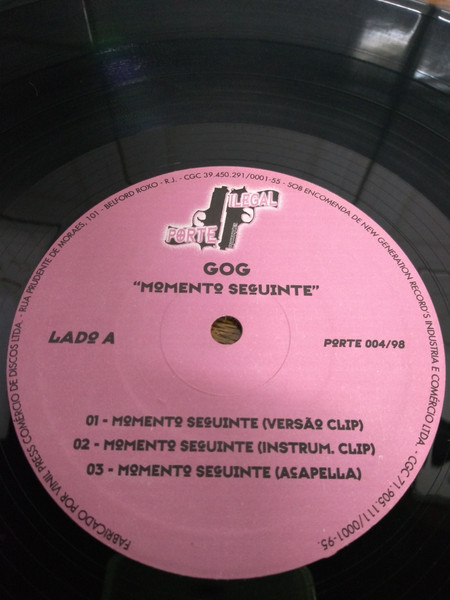 FABRICADO POR VINIL PRESS COMERCIO DE DISCOS LTDA. - RUA PRUDENTE DE MORAES, 101 - BELFORD ROXO - R.J. - CGC 39.450.291/0001-55 - SOB ENCOMENDA DE NEW GENERATION RECORD'S INDUSTRIA E COMÉRCIO LTDA. - CGC.71.905.111/0001-95.
PORTE ILEGAL
GOG
"MOMENTO SEGUINTE"
LADO A
PORTE 004/98
01 - MOMENTO SEGUINTE (VERSÃO CLIP)
02 - MOMENTO SEGUINTE (INSTRUM. CLIP)
03 - MOMENTO SEGUINTE (ACAPELLA)